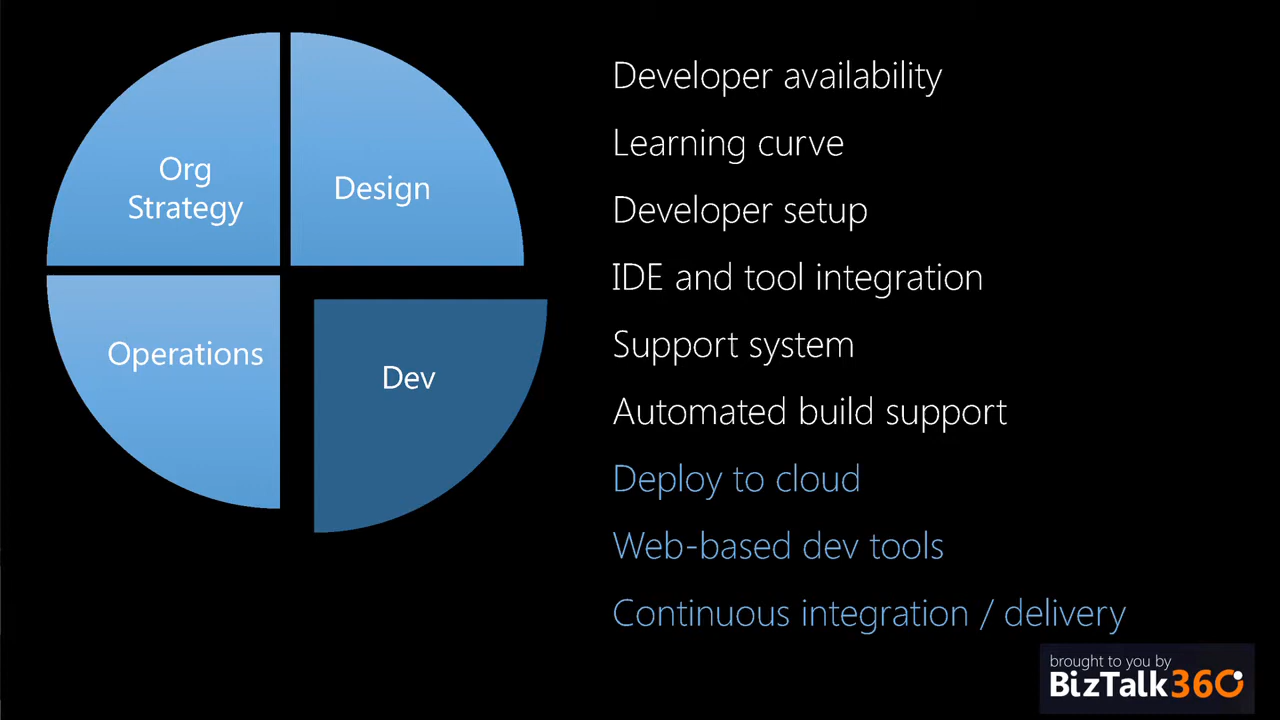 Org
Strategy
Design
Operations
Dev
Developer availability
Learning curve
Developer setup
IDE and tool integration
Support system
Automated build support
Deploy to cloud
Web-based dev tools
Continuous integration / delivery
brought to you by
BizTalk360